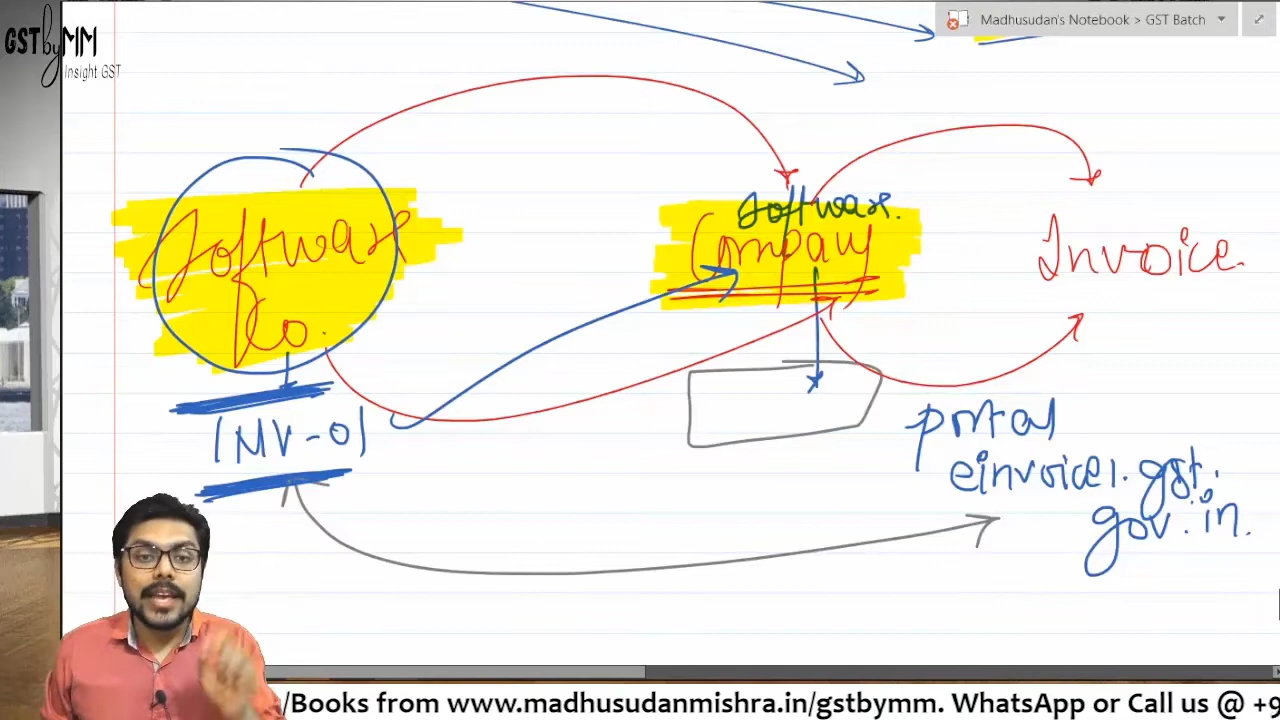 GSTbyMM
Insight GST
Madhusudan's Notebook > GST Batch
Software
Co.
INV-01
Software.
Company
Invoice.
portal
einvoice1.gst.
gov.in.
/Books from www.madhusudanmishra.in/gstbymm. WhatsApp or Call us @ +9